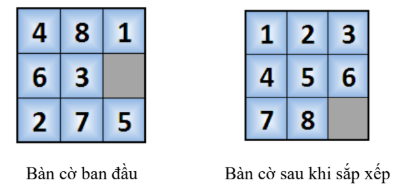 4 8 1
6 3
2 7 5
Bàn cờ ban đầu
1 2 3
4 5 6
7 8
Bàn cờ sau khi sắp xếp